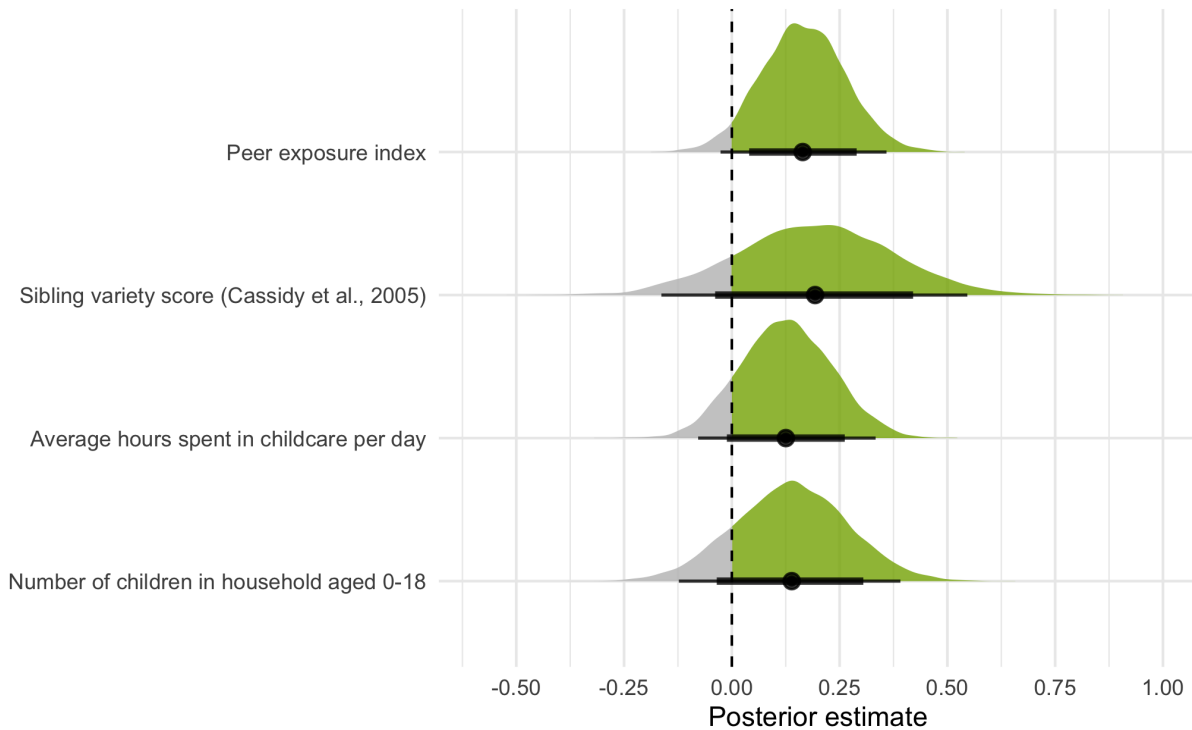 Peer exposure index
Sibling variety score (Cassidy et al., 2005)
Average hours spent in childcare per day
Number of children in household aged 0-18
-0.50 -0.25 0.00 0.25 0.50 0.75 1.00
Posterior estimate